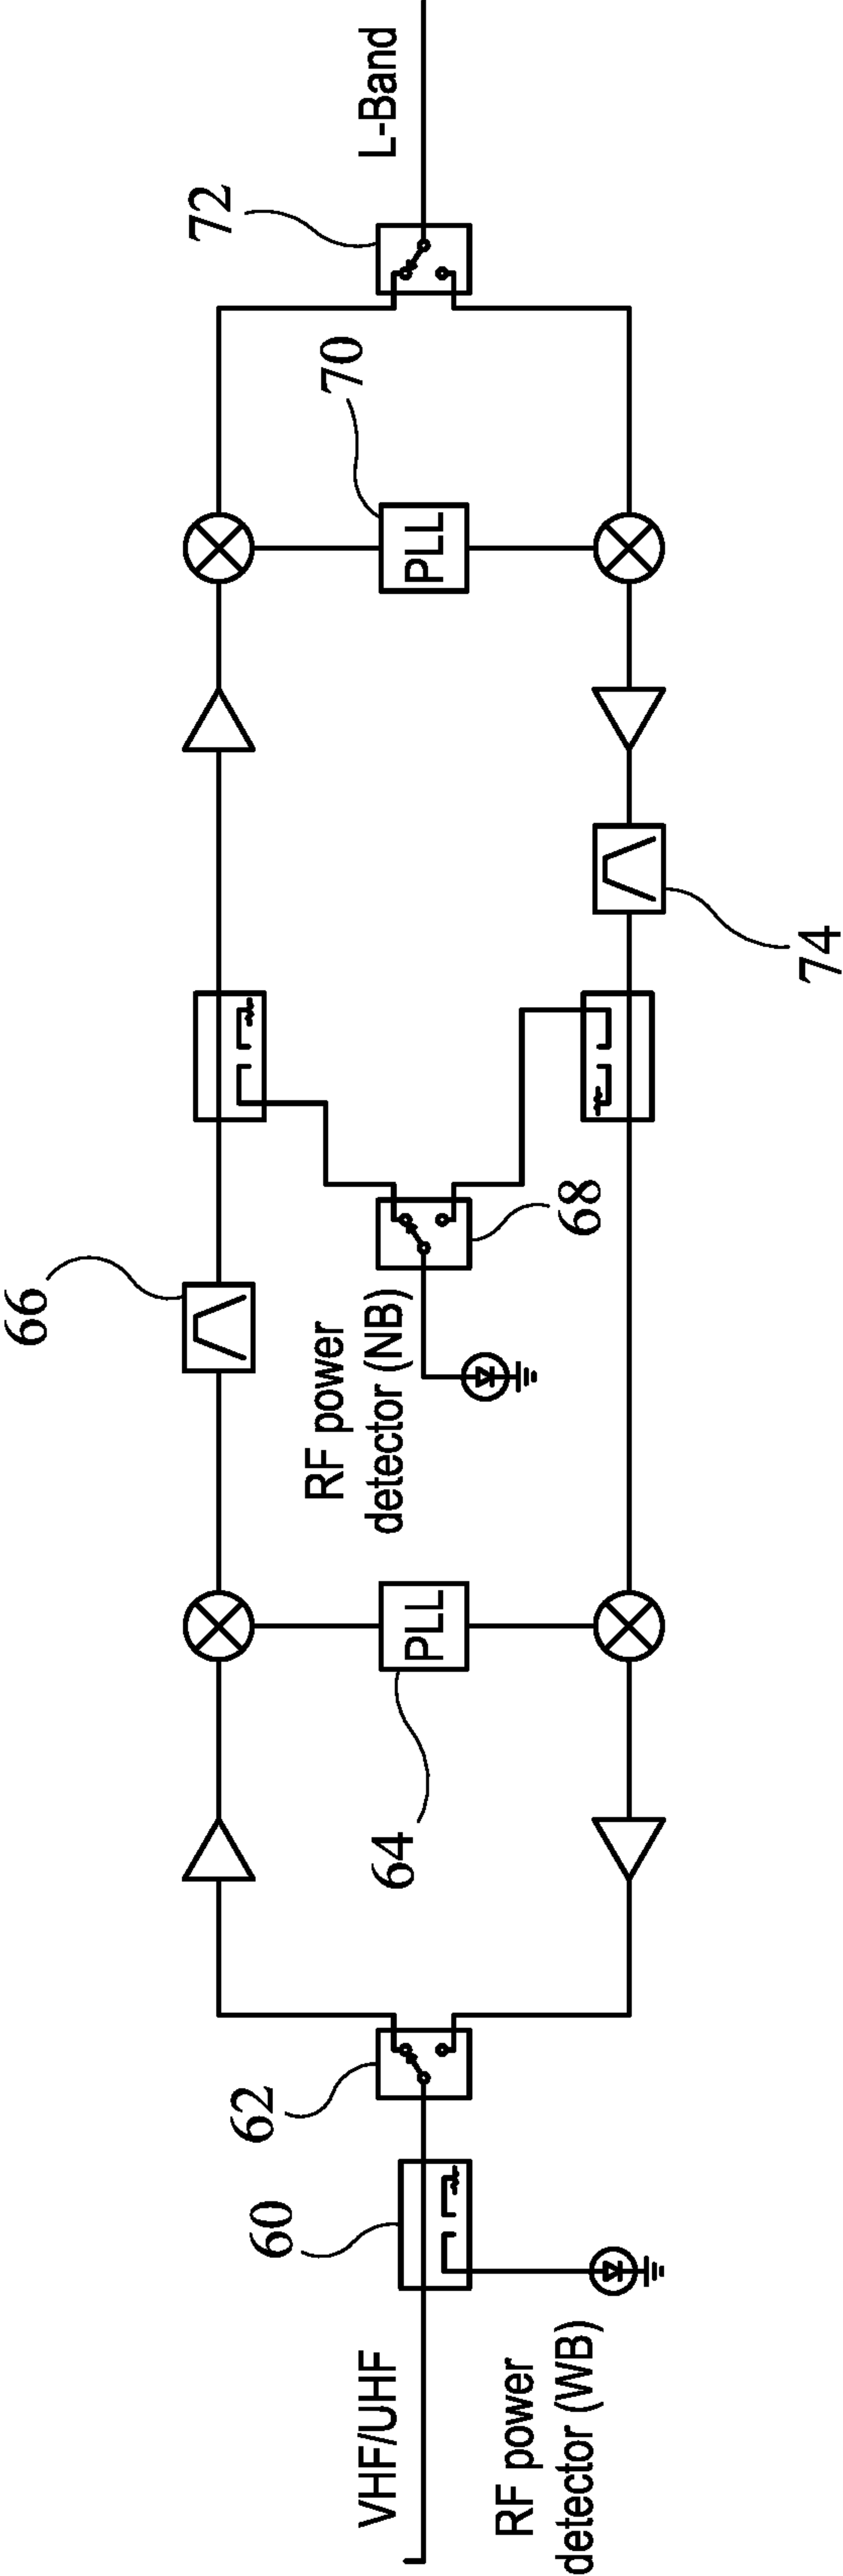 VHF/UHF
RF power
detector (WB)
60
62
64
PLL
66
RF power
detector (NB)
68
70
PLL
72
74
L-Band